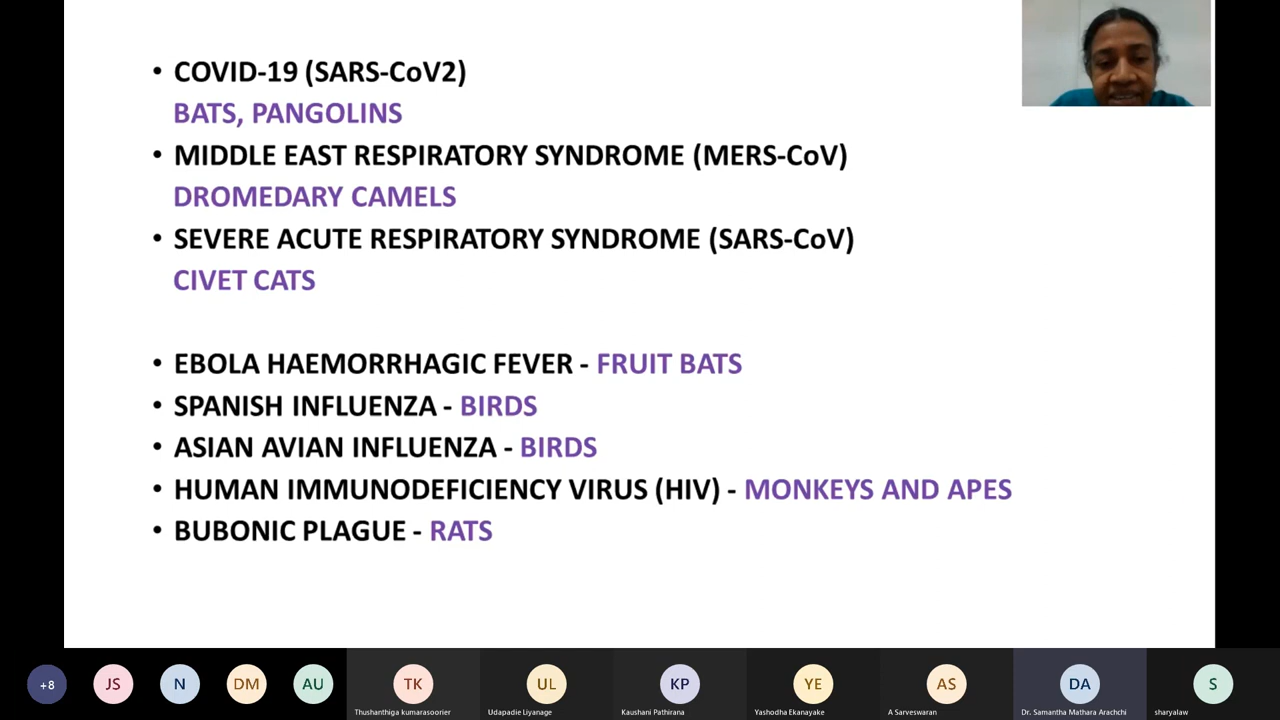 • COVID-19 (SARS-CoV2)
BATS, PANGOLINS
• MIDDLE EAST RESPIRATORY SYNDROME (MERS-CoV)
DROMEDARY CAMELS
• SEVERE ACUTE RESPIRATORY SYNDROME (SARS-CoV)
CIVET CATS
• EBOLA HAEMORRHAGIC FEVER - FRUIT BATS
• SPANISH INFLUENZA - BIRDS
• ASIAN AVIAN INFLUENZA - BIRDS
• HUMAN IMMUNODEFICIENCY VIRUS (HIV) - MONKEYS AND APES
• BUBONIC PLAGUE - RATS
+8 JS N DM AU TK UL KP YE AS DA S
Thushanthiga kumarasoorier Udapadie Liyanage Kaushani Pathirana Yashodha Ekanayake A Sarveswaran Dr. Samantha Mathara Arachchi sharyalaw